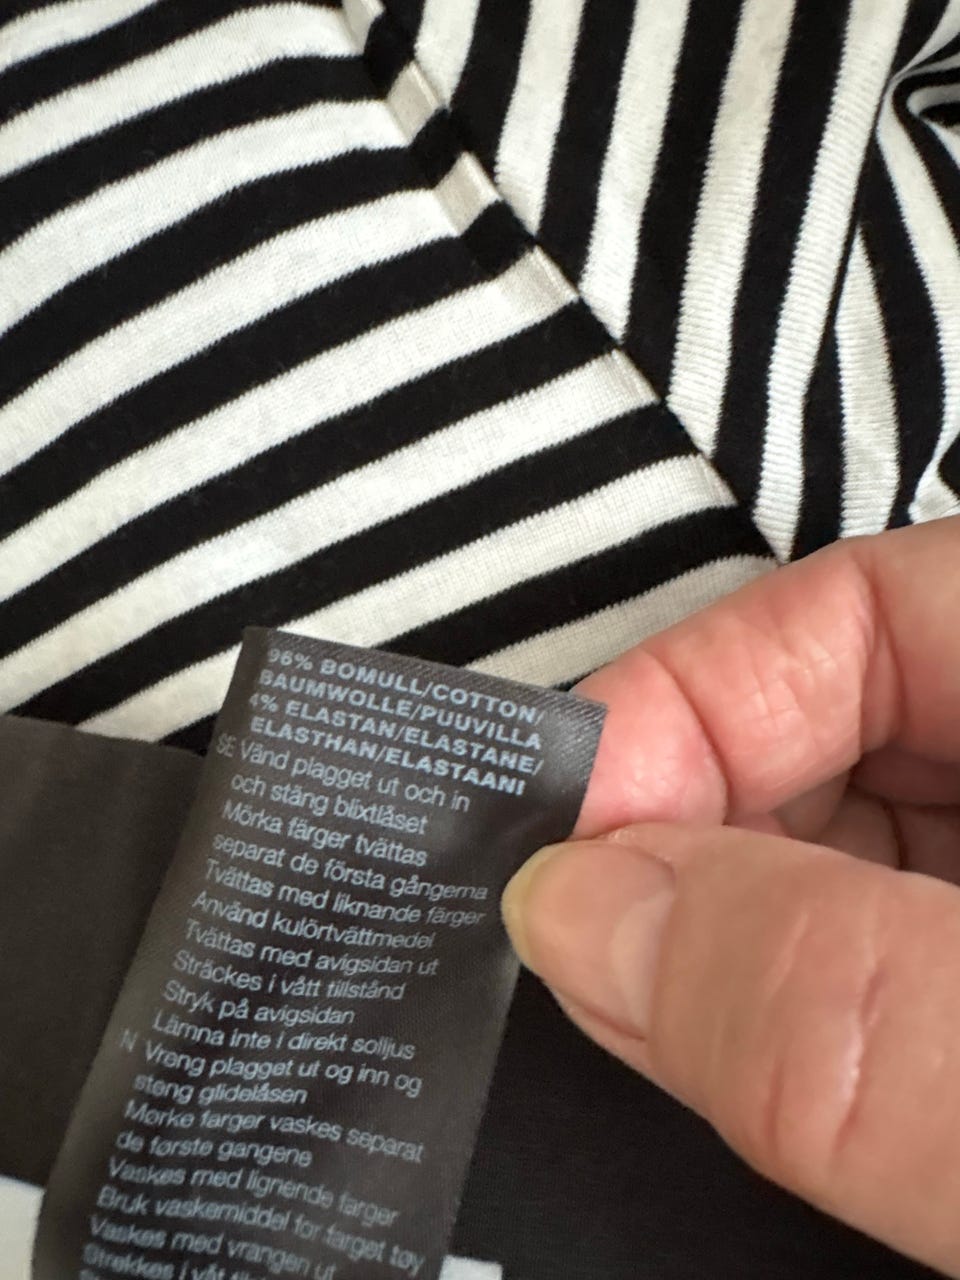 96% BOMULL/COTTON/
BAUMWOLLE/PUUVILLA
4% ELASTAN/ELASTANE/
ELASTHAN/ELASTAANI
SE Vänd plagget ut och in
och stäng blixtlåset
Mörka färger tvättas
separat de första gångerna
Tvättas med liknande färger
Använd kulörtvättmedel
Tvättas med avigsidan ut
Sträckes i vått tillstånd
Stryk på avigsidan
Lämna inte i direkt solljus
N Vreng plagget ut og inn og
steng glidelåsen
Mørke farger vaskes separat
de første gangene
Vaskes med lignende farger
Bruk vaskemiddel for farget tøy
Vaskes med vrangen ut
Strekkes i våt